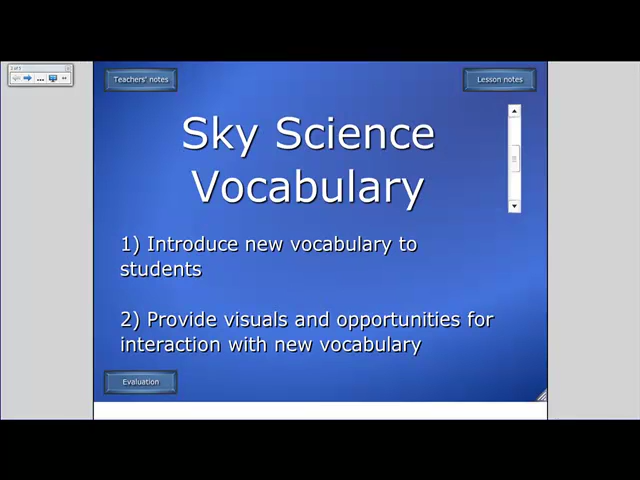 Teachers' notes
Lesson notes
Sky Science
Vocabulary
1) Introduce new vocabulary to
students
2) Provide visuals and opportunities for
interaction with new vocabulary
Evaluation